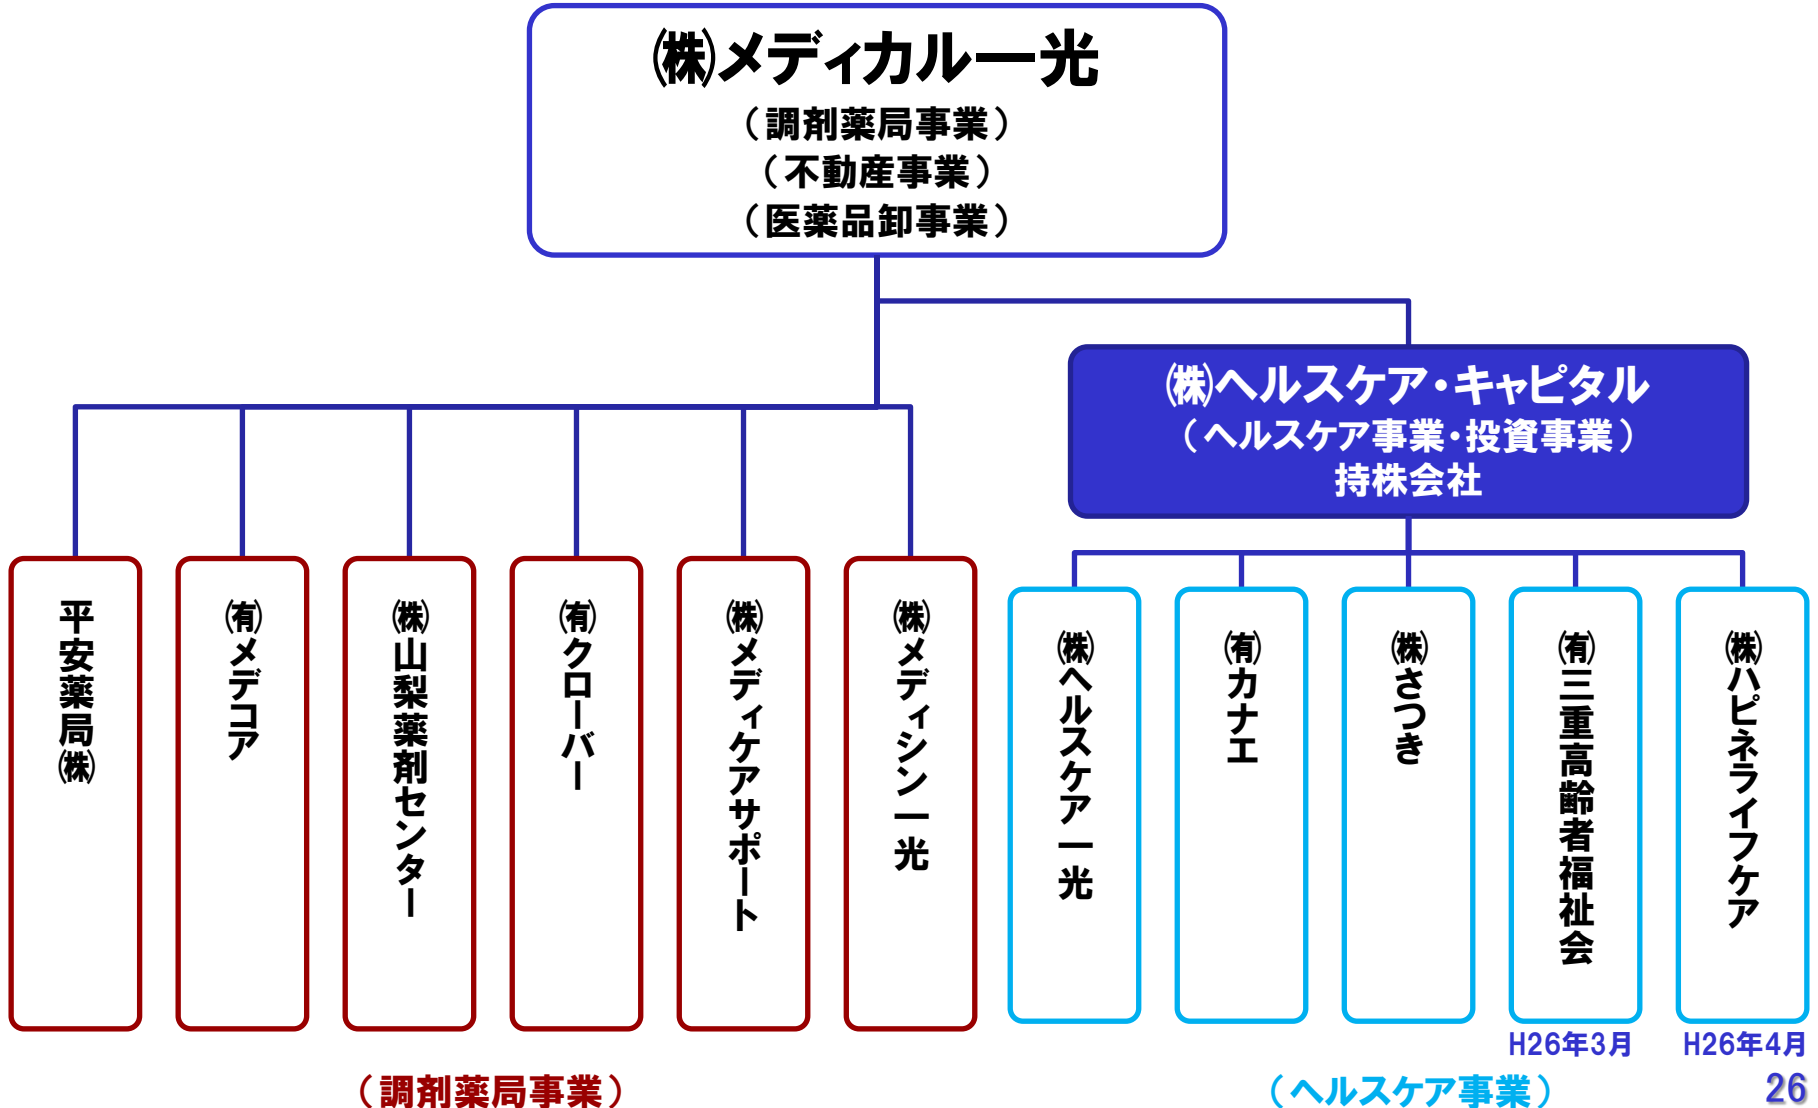 ㈱メディカル一光
（調剤薬局事業）
（不動産事業）
（医薬品卸事業）
㈱ヘルスケア・キャピタル
（ヘルスケア事業・投資事業）
持株会社
平安薬局㈱
㈲メデコア
㈱山梨薬剤センター
㈲クローバー
㈱メディケアサポート
㈱メディシン一光
㈱ヘルスケア一光
㈲カナエ
㈱さつき
㈲三重高齢者福祉会
㈱ハピネライフケア
H26年3月
H26年4月
（調剤薬局事業）
（ヘルスケア事業）
26